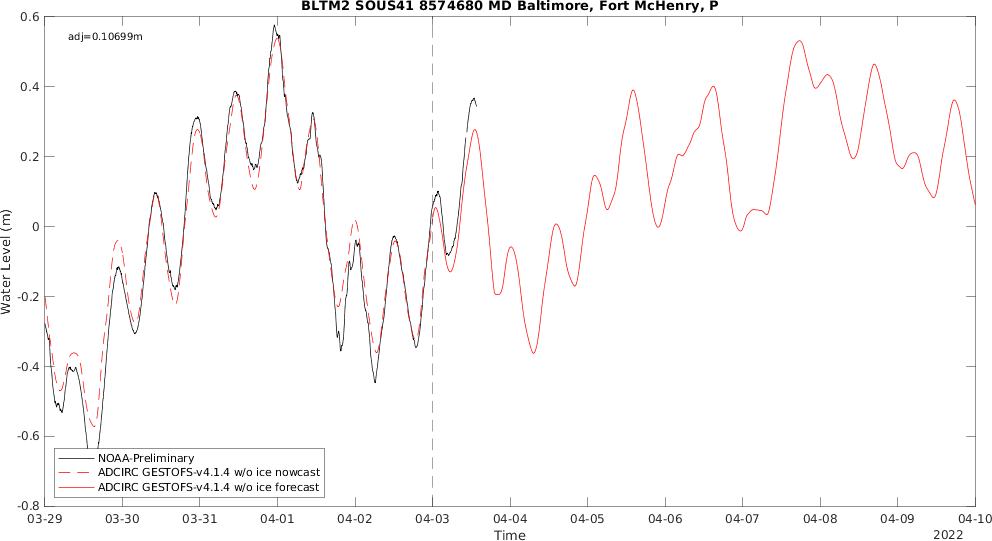 BLTM2 SOUS41 8574680 MD Baltimore, Fort McHenry, P
adj=0.10699m
0.6
0.4
0.2
0
-0.2
-0.4
-0.6
-0.8
Water Level (m)
NOAA-Preliminary
ADCIRC GESTOFS-v4.1.4 w/o ice nowcast
ADCIRC GESTOFS-v4.1.4 w/o ice forecast
03-29 03-30 03-31 04-01 04-02 04-03 04-04 04-05 04-06 04-07 04-08 04-09 04-10
Time
2022